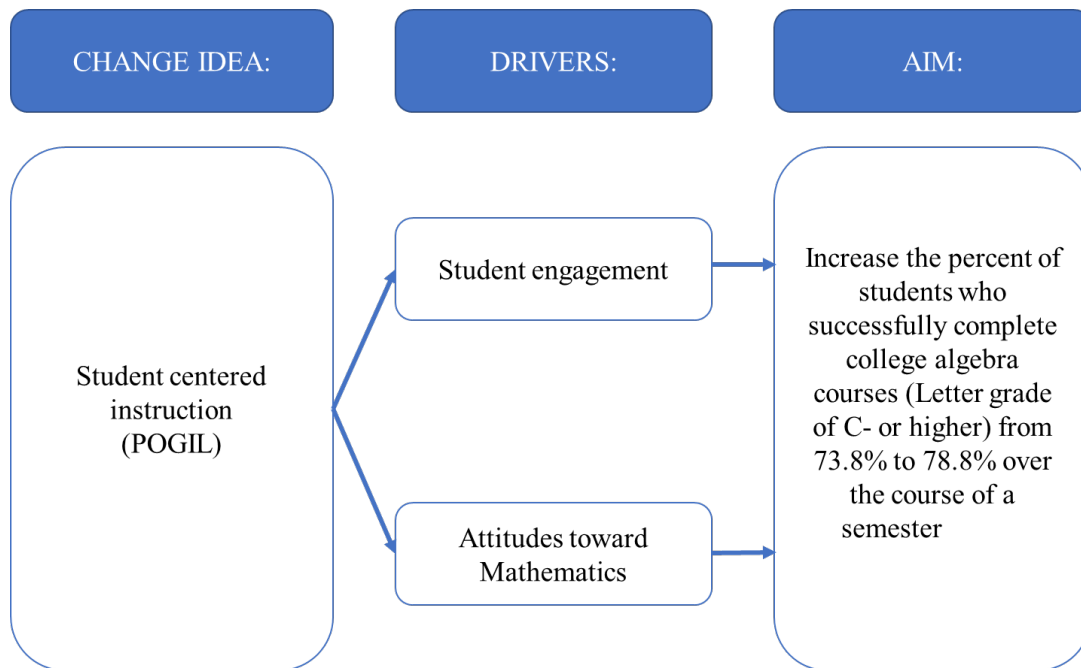 CHANGE IDEA:
DRIVERS:
AIM:
Student centered
instruction
(POGIL)
Student engagement
Attitudes toward
Mathematics
Increase the percent of
students who
successfully complete
college algebra
courses (Letter grade
of C- or higher) from
73.8% to 78.8% over
the course of a
semester